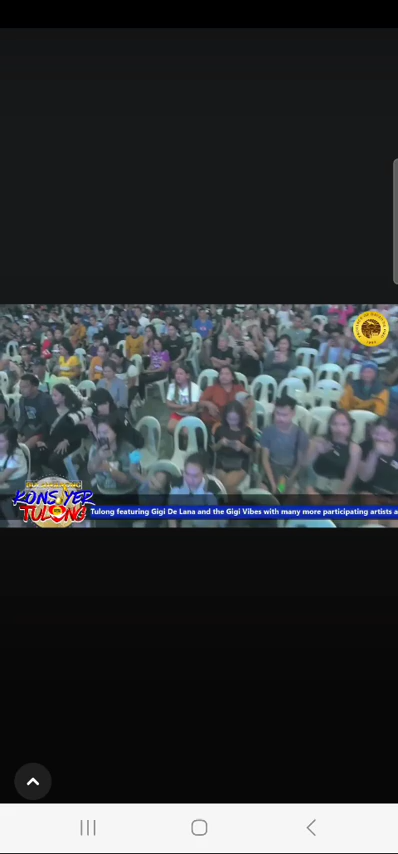 KONSYER
TULONG
Tulong featuring Gigi De Lana and the Gigi Vibes with many more participating artists a